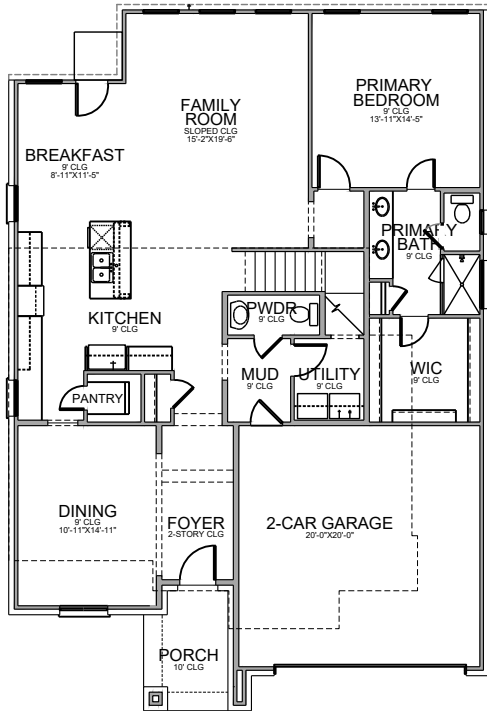 FAMILY
ROOM
SLOPED CLG
15'-2"X19'-6"
PRIMARY
BEDROOM
9' CLG
13'-11"X14'-5"
BREAKFAST
9' CLG
8'-11"X11'-5"
PRIMARY
BATH
9' CLG
KITCHEN
9' CLG
PWDR
9' CLG
MUD
9' CLG
UTILITY
9' CLG
WIC
9' CLG
PANTRY
DINING
9' CLG
10'-11"X14'-11"
FOYER
2-STORY CLG
2-CAR GARAGE
20'-0"X20'-0"
PORCH
10' CLG